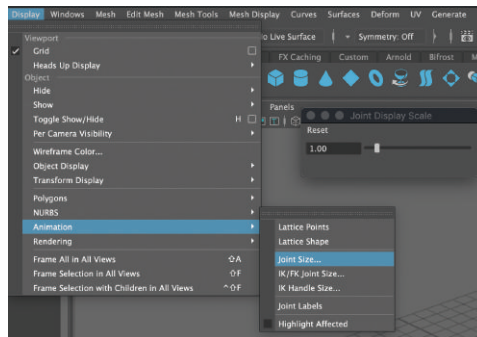 Display Windows Mesh Edit Mesh Mesh Tools Mesh Display Curves Surfaces Deform UV Generate
Viewport
Grid
Heads Up Display
Object
Hide
Show
Toggle Show/Hide H
Per Camera Visibility
Wireframe Color...
Object Display
Transform Display
Polygons
NURBS
Animation
Rendering
Frame All in All Views ⇧A
Frame Selection in All Views ⇧F
Frame Selection with Children in All Views ^⇧F
o Live Surface Symmetry: Off
FX Caching Custom Arnold Bifrost M
Panels
Joint Display Scale
Reset
1.00
Lattice Points
Lattice Shape
Joint Size...
IK/FK Joint Size...
IK Handle Size...
Joint Labels
Highlight Affected